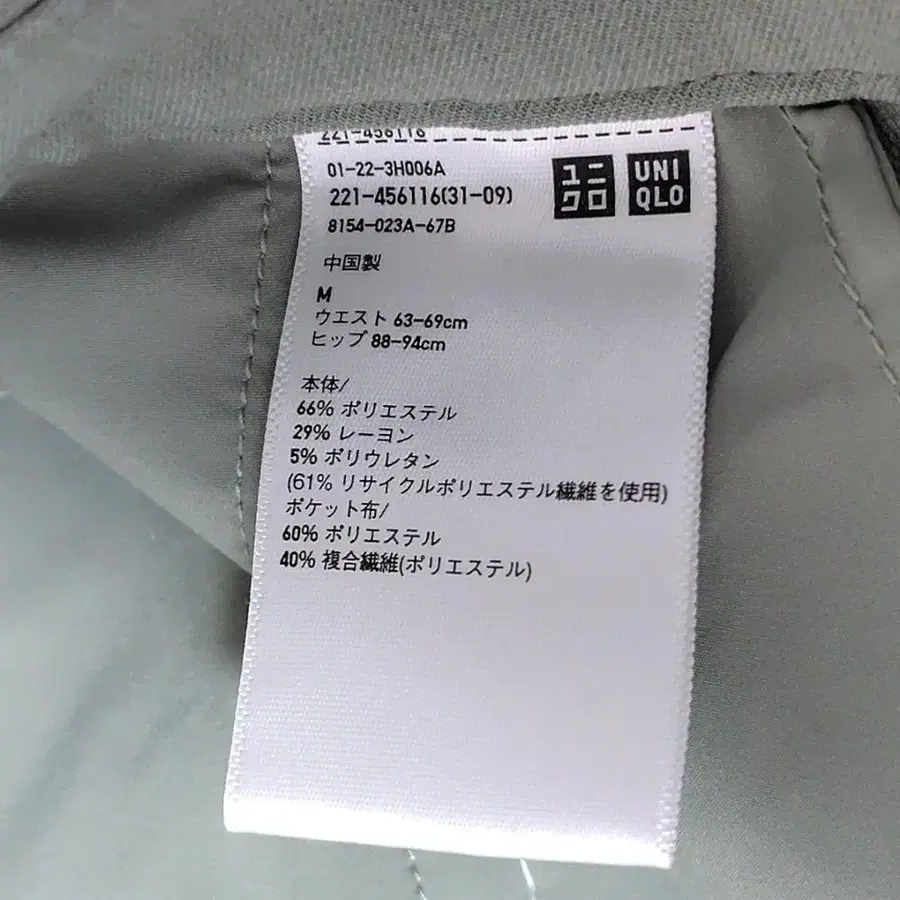 221-456116
01-22-3H006A
221-456116(31-09)
8154-023A-67B
ユニ
クロ
UNI
QLO
中国製
M
ウエスト 63-69cm
ヒップ 88-94cm
本体/
66% ポリエステル
29% レーヨン
5% ポリウレタン
(61% リサイクルポリエステル繊維を使用)
ポケット布/
60% ポリエステル
40% 複合繊維(ポリエステル)